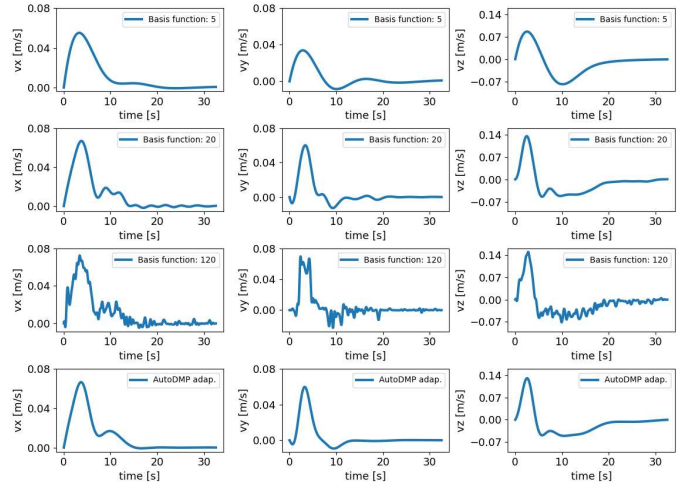 Basis function: 5
0.08
0.04
0.00
vx [m/s]
0 10 20 30
time [s]
Basis function: 5
0.08
0.04
0.00
vy [m/s]
0 10 20 30
time [s]
Basis function: 5
0.14
0.07
0.00
−0.07
vz [m/s]
0 10 20 30
time [s]
Basis function: 20
0.08
0.04
0.00
vx [m/s]
0 10 20 30
time [s]
Basis function: 20
0.08
0.04
0.00
vy [m/s]
0 10 20 30
time [s]
Basis function: 20
0.14
0.07
0.00
−0.07
vz [m/s]
0 10 20 30
time [s]
Basis function: 120
0.08
0.04
0.00
vx [m/s]
0 10 20 30
time [s]
Basis function: 120
0.08
0.04
0.00
vy [m/s]
0 10 20 30
time [s]
Basis function: 120
0.14
0.07
0.00
−0.07
vz [m/s]
0 10 20 30
time [s]
AutoDMP adap.
0.08
0.04
0.00
vx [m/s]
0 10 20 30
time [s]
AutoDMP adap.
0.08
0.04
0.00
vy [m/s]
0 10 20 30
time [s]
AutoDMP adap.
0.14
0.07
0.00
−0.07
vz [m/s]
0 10 20 30
time [s]